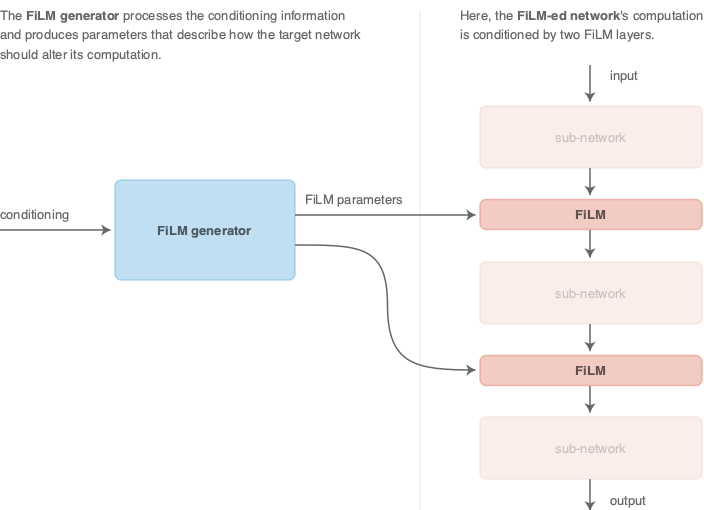 The FiLM generator processes the conditioning information
and produces parameters that describe how the target network
should alter its computation.
Here, the FiLM-ed network's computation
is conditioned by two FiLM layers.
input
sub-network
conditioning
FiLM parameters
FiLM
FiLM generator
sub-network
FiLM
sub-network
output